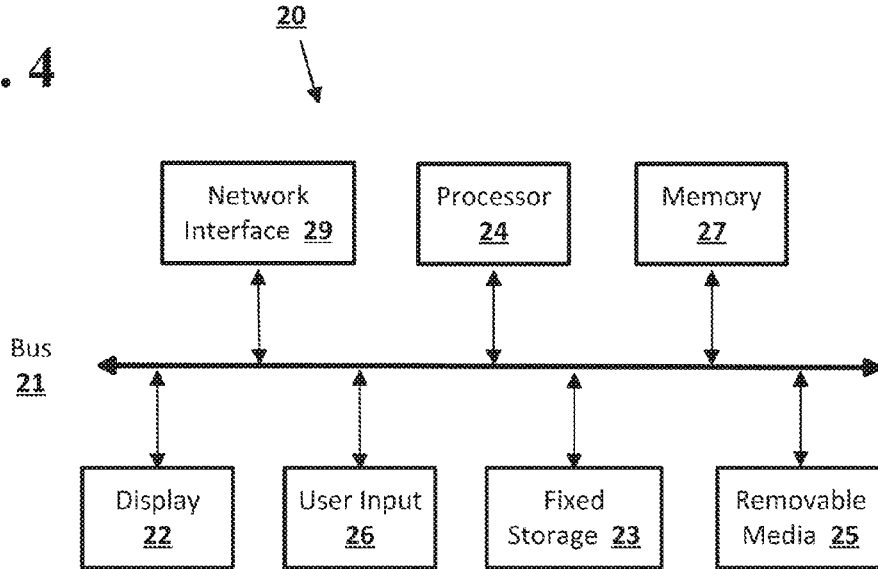 20
. 4
Network
Interface 29
Processor
24
Memory
27
Bus
21
Display
22
User Input
26
Fixed
Storage 23
Removable
Media 25